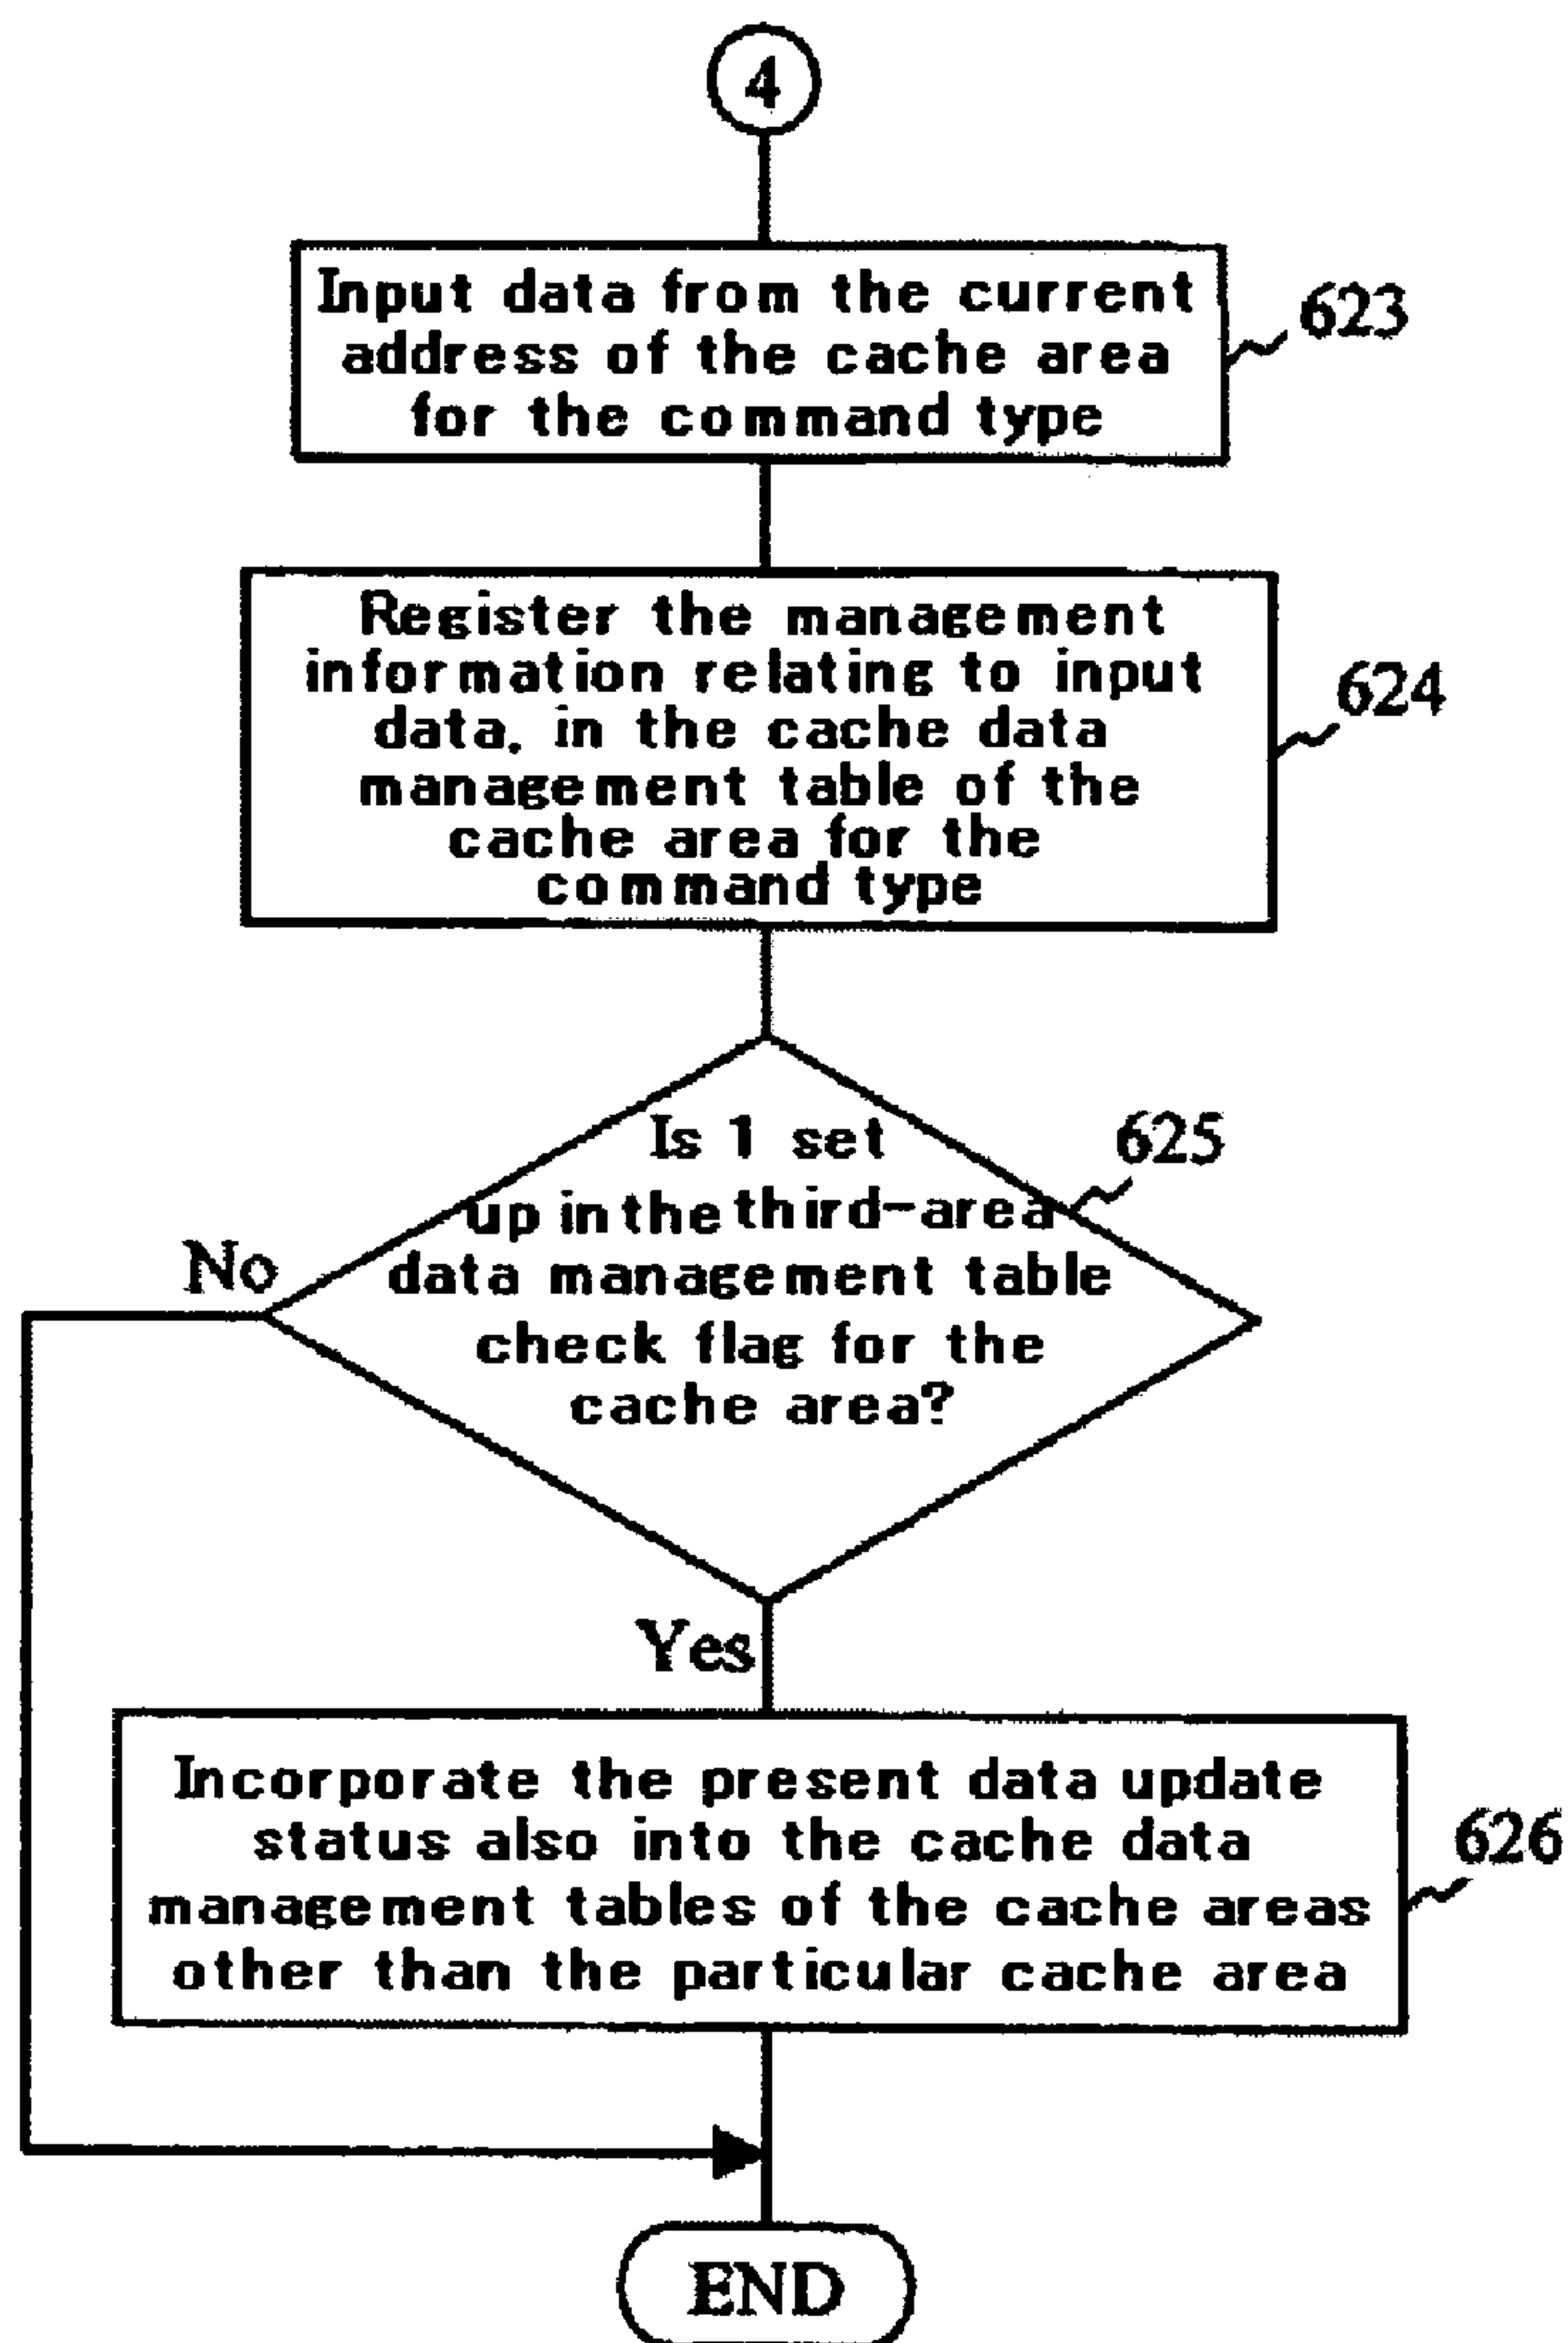 4
Input data from the current
address of the cache area
for the command type
623
Register the management
information relating to input
data, in the cache data
management table of the
cache area for the
command type
624
Is 1 set
up in the third-area
data management table
check flag for the
cache area?
625
No
Yes
Incorporate the present data update
status also into the cache data
management tables of the cache areas
other than the particular cache area
626
END